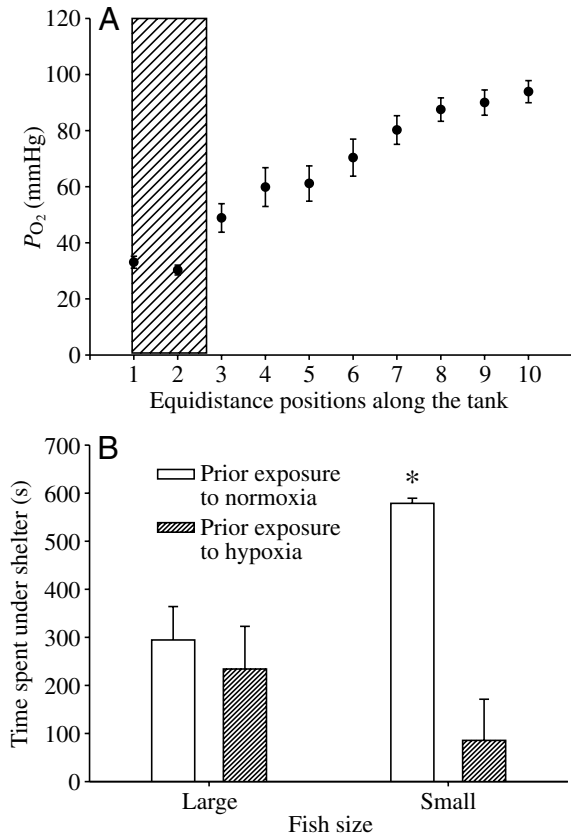 A
120
100
80
60
40
20
0
PO2 (mmHg)
1 2 3 4 5 6 7 8 9 10
Equidistance positions along the tank
B
700
600
500
400
300
200
100
0
Time spent under shelter (s)
Prior exposure
to normoxia
Prior exposure
to hypoxia
*
Large Small
Fish size